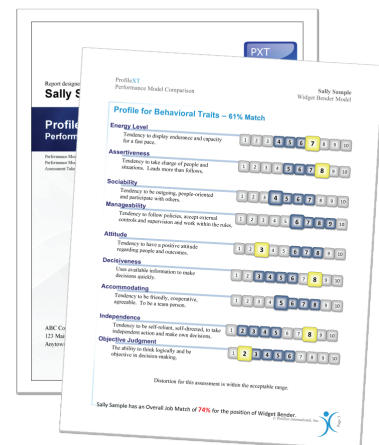 PXT
Report designe
Sally S
Profile
Perform
Performance Mo
Performance Mo
Assessment Take
ABC Co
123 Mai
Anytow
ProfileXT
Performance Model Comparison
Sally Sample
Widget Bender Model
Profile for Behavioral Traits – 61% Match
Energy Level
Tendency to display endurance and capacity
for a fast pace.
1 2 3 4 5 6 7 8 9 10
Assertiveness
Tendency to take charge of people and
situations. Leads more than follows.
1 2 3 4 5 6 7 8 9 10
Sociability
Tendency to be outgoing, people-oriented
and participate with others.
1 2 3 4 5 6 7 8 9 10
Manageability
Tendency to follow policies, accept external
controls and supervision and work within the rules.
1 2 3 4 5 6 7 8 9 10
Attitude
Tendency to have a positive attitude
regarding people and outcomes.
1 2 3 4 5 6 7 8 9 10
Decisiveness
Uses available information to make
decisions quickly.
1 2 3 4 5 6 7 8 9 10
Accommodating
Tendency to be friendly, cooperative,
agreeable. To be a team person.
1 2 3 4 5 6 7 8 9 10
Independence
Tendency to be self-reliant, self-directed, to take
independent action and make own decisions.
1 2 3 4 5 6 7 8 9 10
Objective Judgment
The ability to think logically and be
objective in decision-making.
1 2 3 4 5 6 7 8 9 10
Distortion for this assessment is within the acceptable range.
Sally Sample has an Overall Job Match of 74% for the position of Widget Bender.